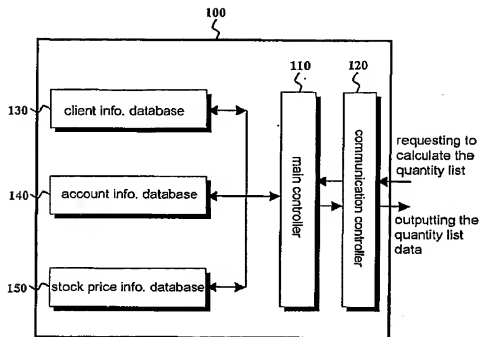 100
130
client info. database
140
account info. database
150
stock price info. database
110
main controller
120
communication controller
requesting to
calculate the
quantity list
outputting the
quantity list
data